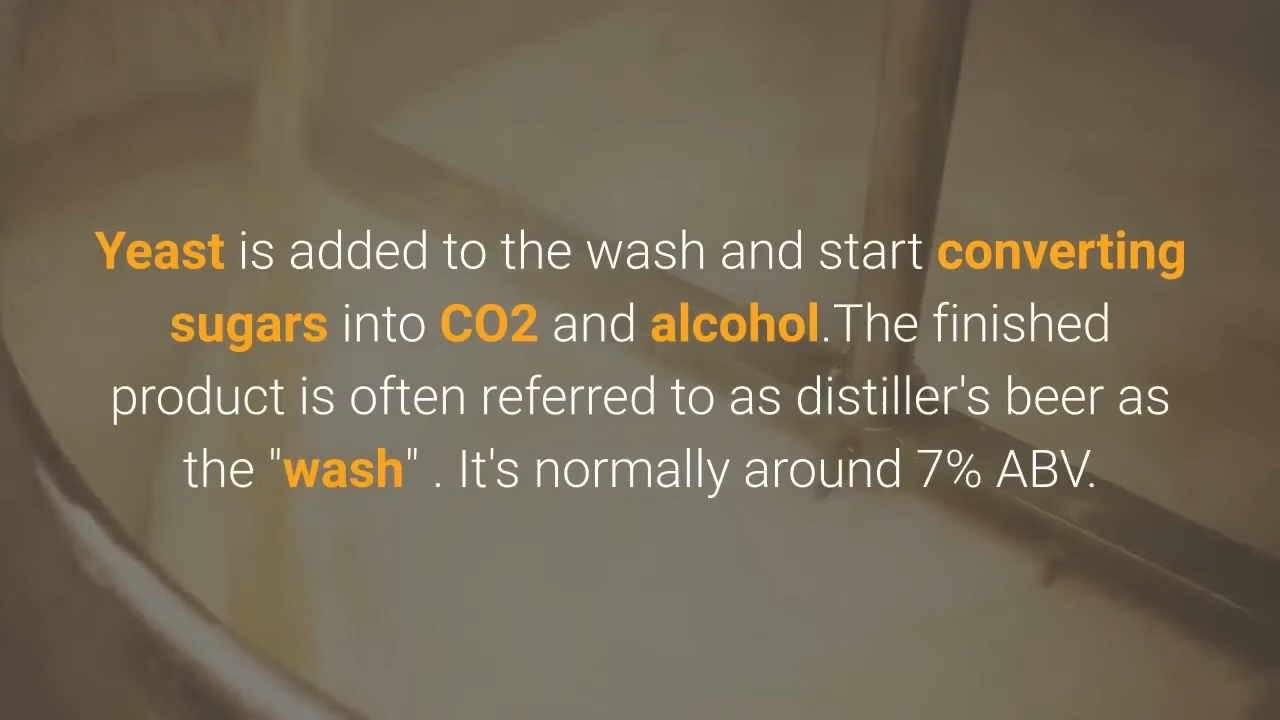 Yeast is added to the wash and start converting
sugars into CO2 and alcohol.The finished
product is often referred to as distiller's beer as
the "wash" . It's normally around 7% ABV.